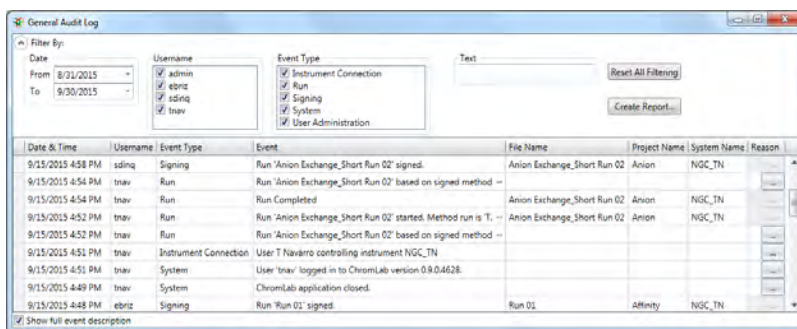 General Audit Log
Filter By:
Date Username Event Type Text
From 8/31/2015
To 9/30/2015
admin
ebriz
sdinq
tnav
Instrument Connection
Run
Signing
System
User Administration
Reset All Filtering
Create Report...
Date & Time Username Event Type Event File Name Project Name System Name Reason
9/15/2015 4:58 PM sdinq Signing Run 'Anion Exchange_Short Run 02' signed. Anion Exchange_Short Run 02 Anion NGC_TN ...
9/15/2015 4:54 PM tnav Run Run 'Anion Exchange_Short Run 02' based on signed method ... ...
9/15/2015 4:54 PM tnav Run Run Completed Anion Exchange_Short Run 02 Anion NGC_TN
9/15/2015 4:52 PM tnav Run Run 'Anion Exchange_Short Run 02' started. Method run is 'T. ... Anion Exchange_Short Run 02 Anion NGC_TN
9/15/2015 4:52 PM tnav Run Run 'Anion Exchange_Short Run 02' based on signed method ... ...
9/15/2015 4:51 PM tnav Instrument Connection User T Navarro controlling instrument NGC_TN ...
9/15/2015 4:51 PM tnav System User 'tnav' logged in to ChromLab version 0.9.0.4628. ...
9/15/2015 4:49 PM tnav System ChromLab application closed. ...
9/15/2015 4:48 PM ebriz Signing Run 'Run 01' signed. Run 01 Affinity NGC_TN ...
Show full event description